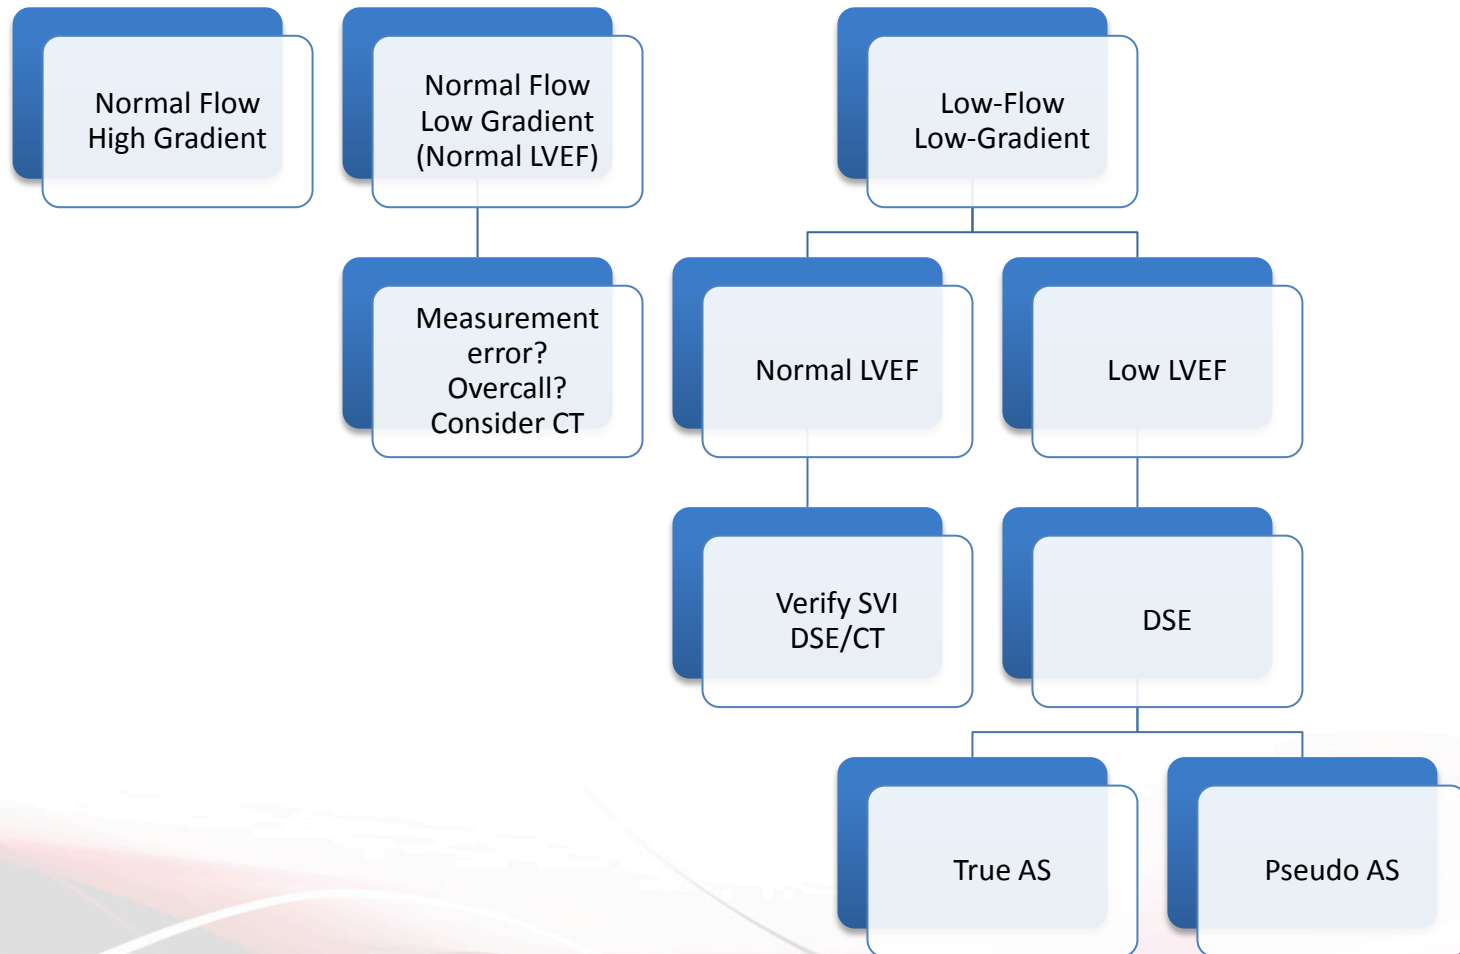 Normal Flow
High Gradient
Normal Flow
Low Gradient
(Normal LVEF)
Low-Flow
Low-Gradient
Measurement
error?
Overcall?
Consider CT
Normal LVEF
Low LVEF
Verify SVI
DSE/CT
DSE
True AS
Pseudo AS